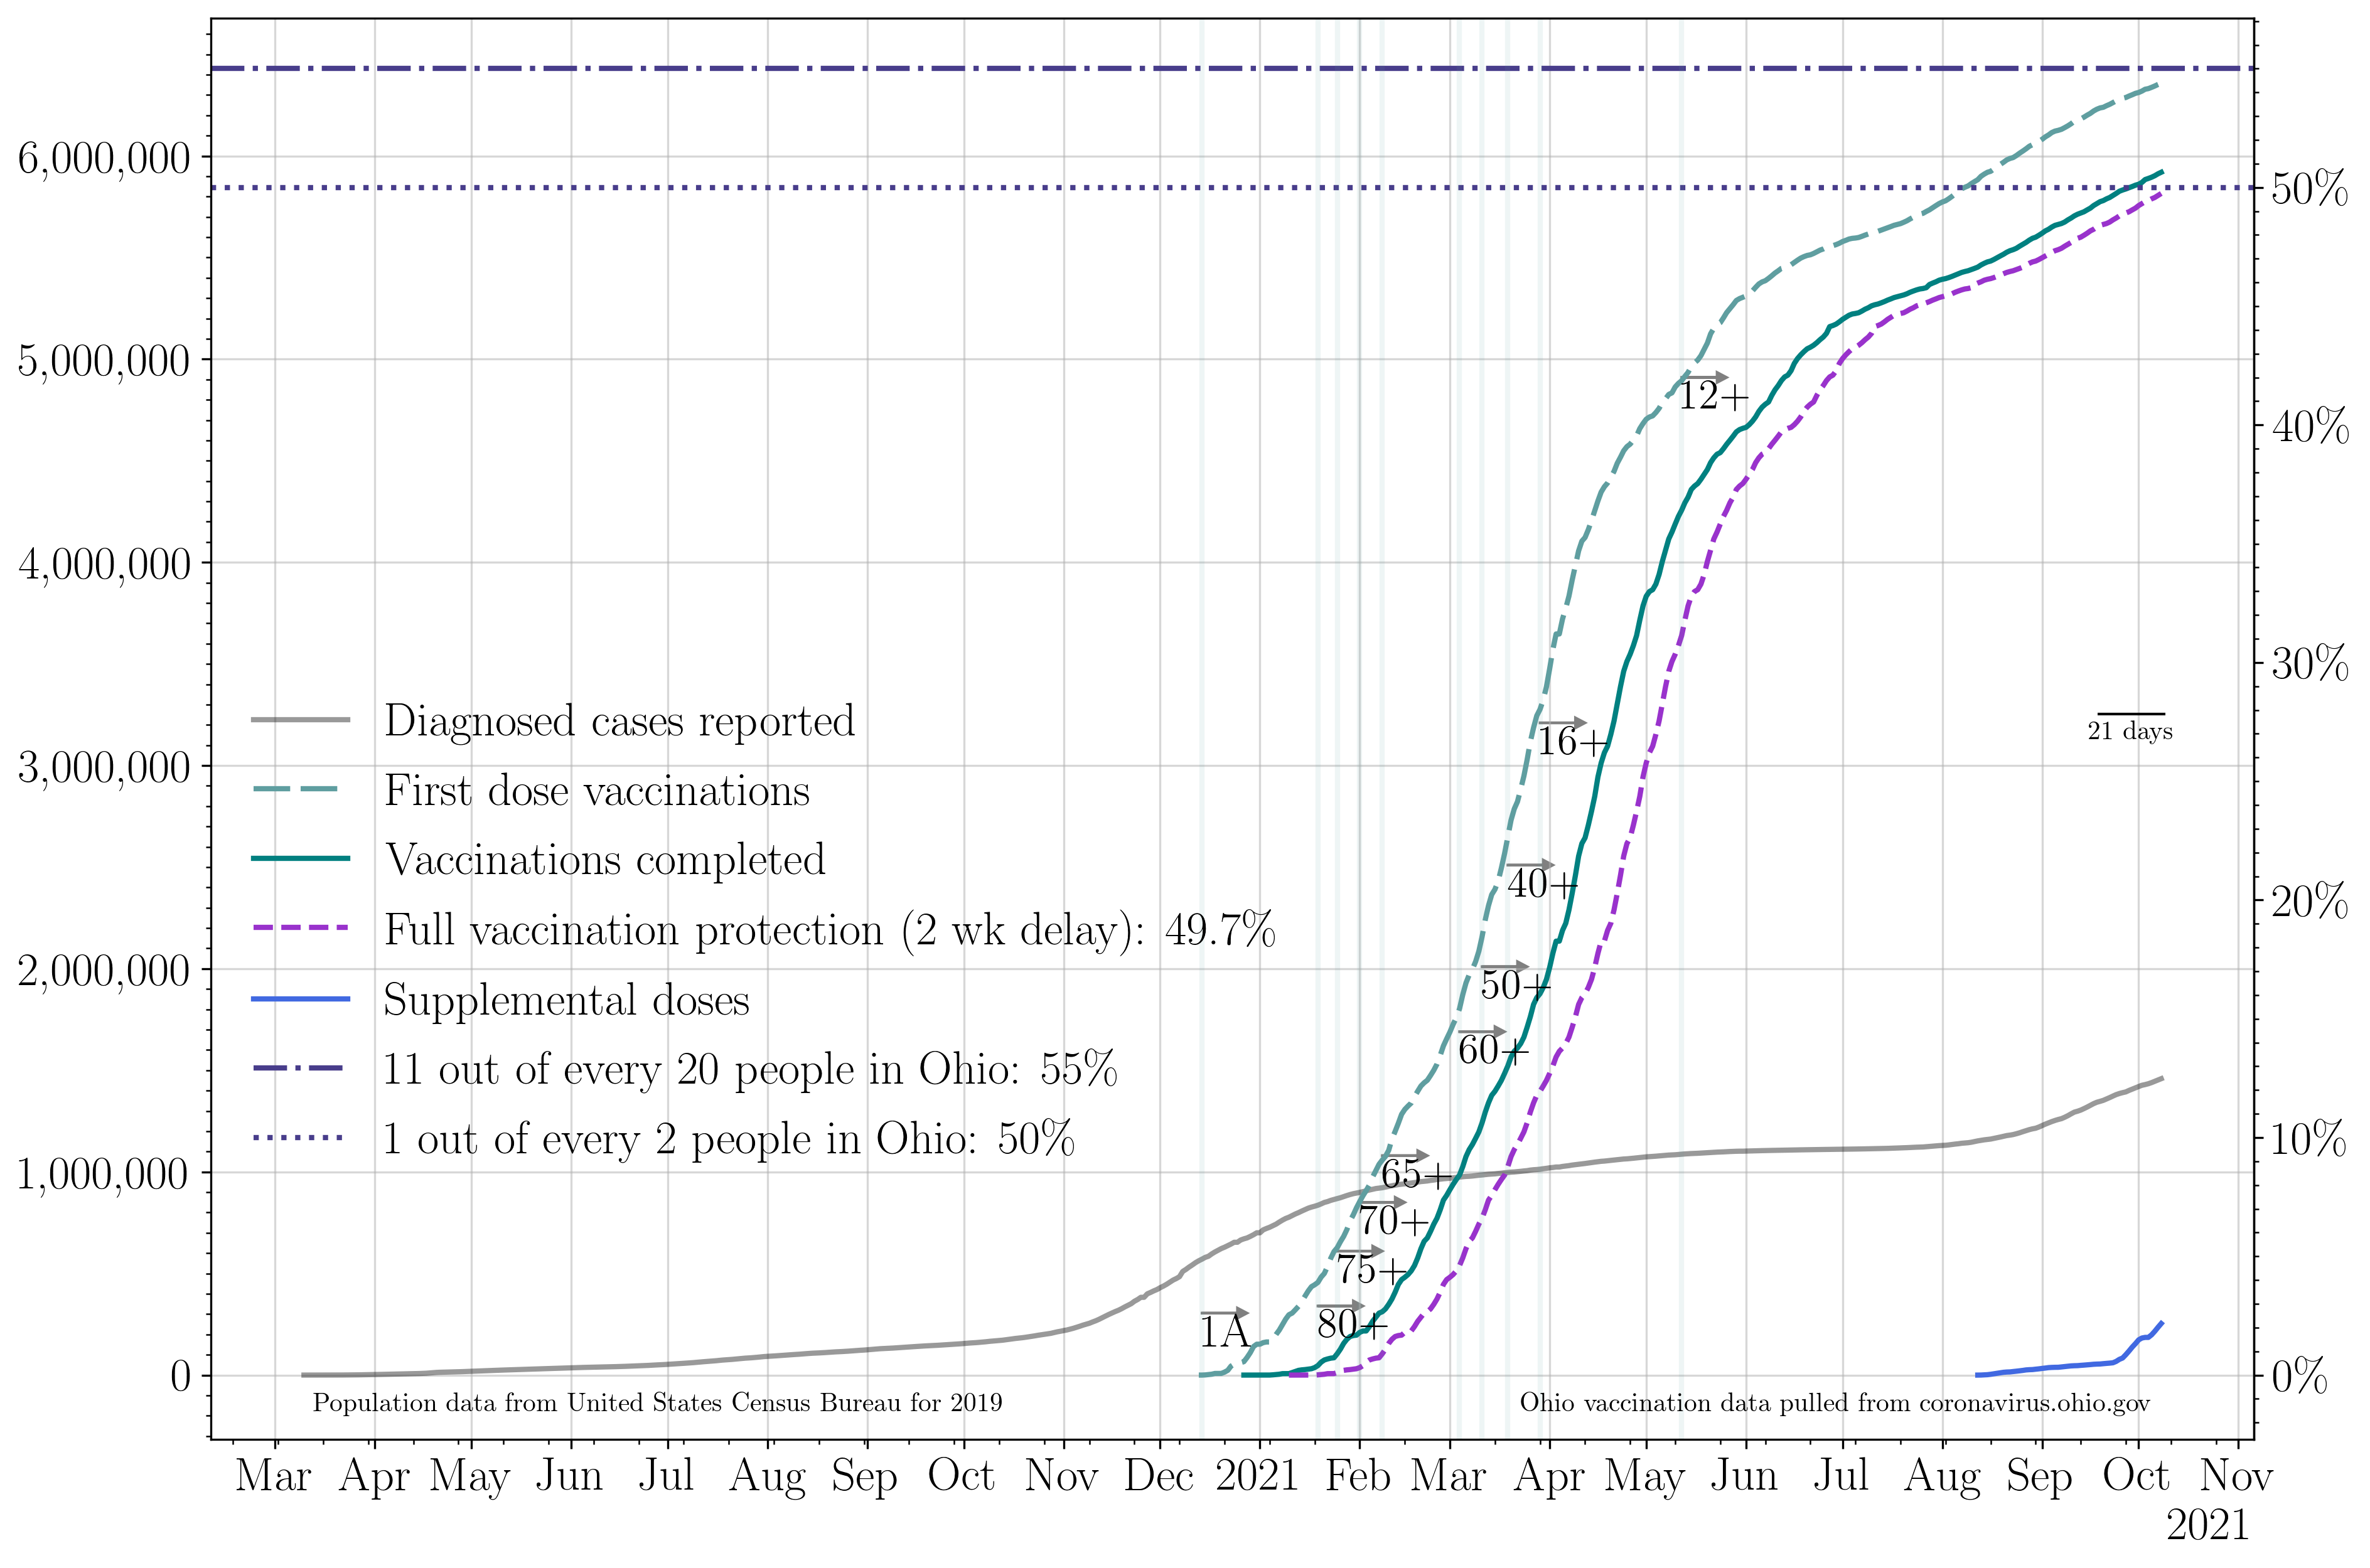 6,000,000
5,000,000
4,000,000
3,000,000
2,000,000
1,000,000
0
50%
40%
30%
20%
10%
0%
12+
16+
40+
50+
60+
65+
70+
75+
80+
1A
21 days
Diagnosed cases reported
First dose vaccinations
Vaccinations completed
Full vaccination protection (2 wk delay): 49.7%
Supplemental doses
11 out of every 20 people in Ohio: 55%
1 out of every 2 people in Ohio: 50%
Population data from United States Census Bureau for 2019
Ohio vaccination data pulled from coronavirus.ohio.gov
Mar Apr May Jun Jul Aug Sep Oct Nov Dec 2021 Feb Mar Apr May Jun Jul Aug Sep Oct Nov
2021